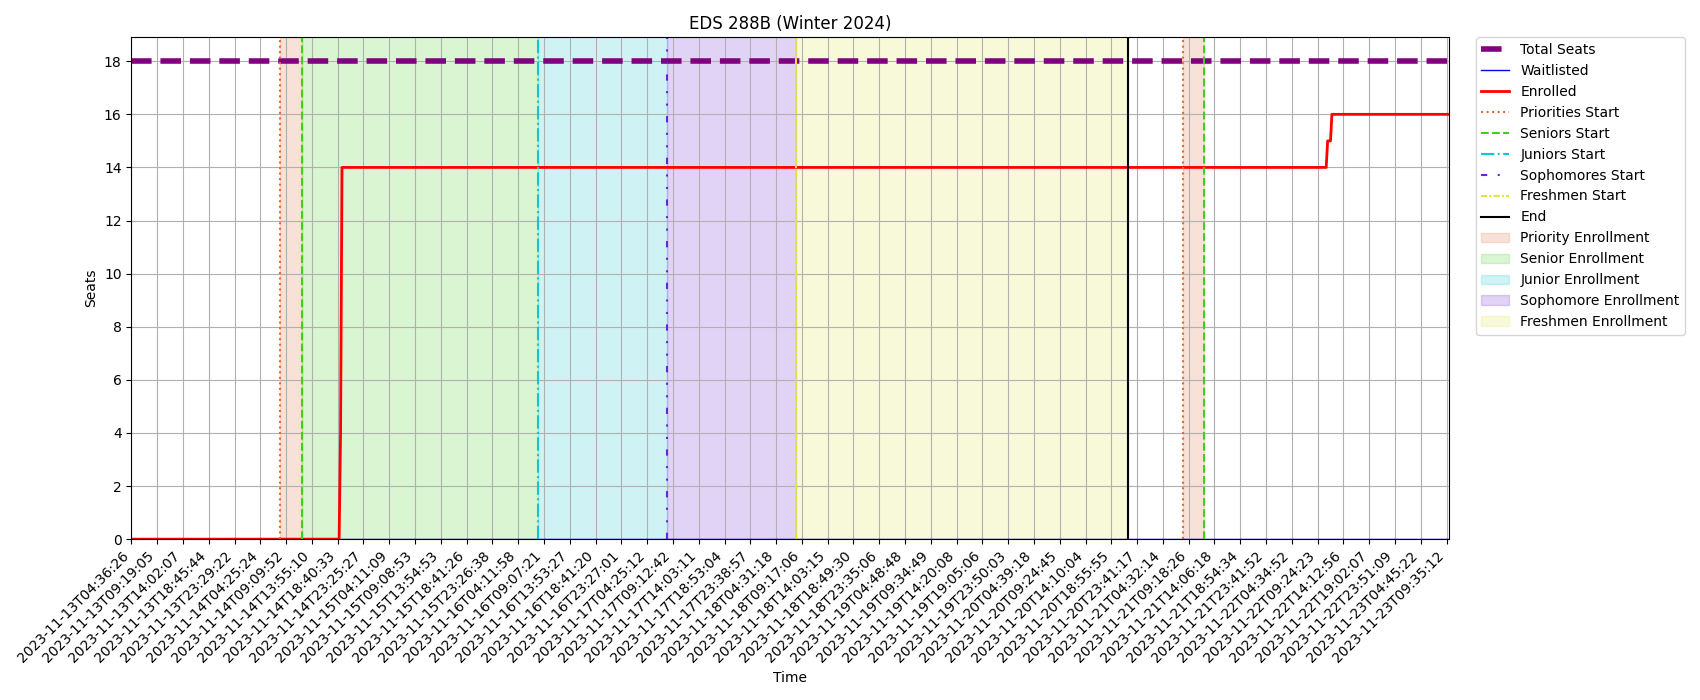 EDS 288B (Winter 2024)
Seats
18
16
14
12
10
8
6
4
2
0
2023-11-13T04:36:26
2023-11-13T09:19:05
2023-11-13T14:02:07
2023-11-13T18:45:44
2023-11-13T23:29:22
2023-11-14T04:25:24
2023-11-14T09:09:52
2023-11-14T13:55:10
2023-11-14T18:40:33
2023-11-14T23:25:27
2023-11-15T04:11:09
2023-11-15T09:08:53
2023-11-15T13:54:53
2023-11-15T18:41:26
2023-11-15T23:26:38
2023-11-16T04:11:58
2023-11-16T09:07:21
2023-11-16T13:53:27
2023-11-16T18:41:20
2023-11-16T23:27:01
2023-11-17T04:25:12
2023-11-17T09:12:42
2023-11-17T14:03:11
2023-11-17T18:53:04
2023-11-17T23:38:57
2023-11-18T04:31:18
2023-11-18T09:17:06
2023-11-18T14:03:15
2023-11-18T18:49:30
2023-11-18T23:35:06
2023-11-19T04:48:48
2023-11-19T09:34:49
2023-11-19T14:20:08
2023-11-19T19:05:06
2023-11-19T23:50:03
2023-11-20T04:39:18
2023-11-20T09:24:45
2023-11-20T14:10:04
2023-11-20T18:55:55
2023-11-20T23:41:17
2023-11-21T04:32:14
2023-11-21T09:18:26
2023-11-21T14:06:18
2023-11-21T18:54:34
2023-11-21T23:41:52
2023-11-22T04:34:52
2023-11-22T09:24:23
2023-11-22T14:12:56
2023-11-22T19:02:07
2023-11-22T23:51:09
2023-11-23T04:45:22
2023-11-23T09:35:12
Time
Total Seats
Waitlisted
Enrolled
Priorities Start
Seniors Start
Juniors Start
Sophomores Start
Freshmen Start
End
Priority Enrollment
Senior Enrollment
Junior Enrollment
Sophomore Enrollment
Freshmen Enrollment